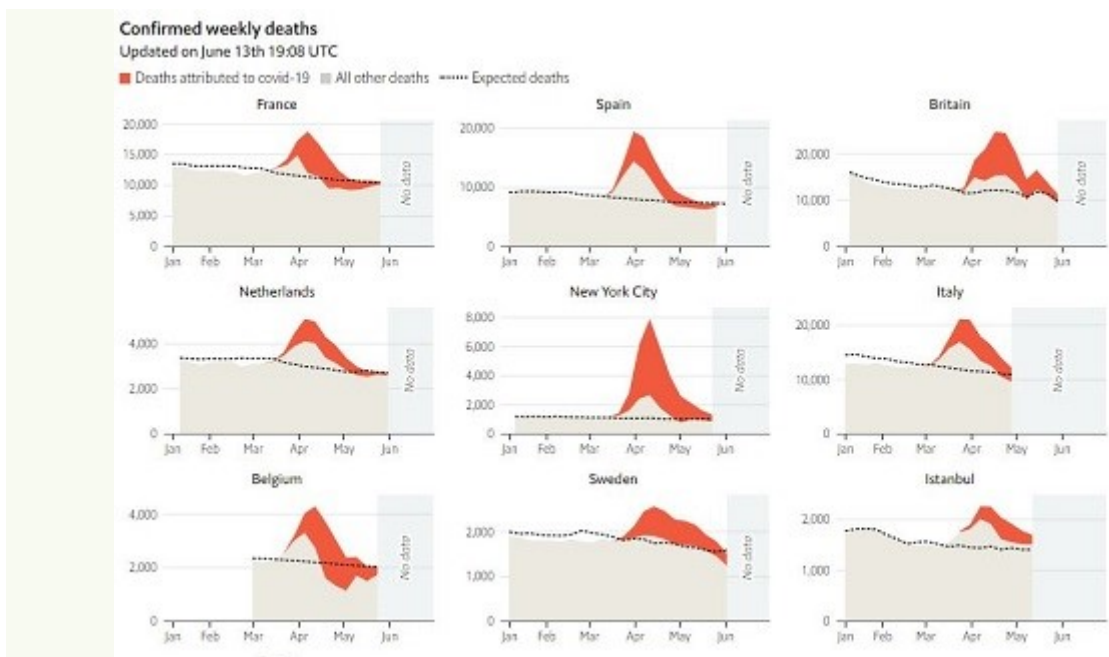 Confirmed weekly deaths
Updated on June 13th 19:08 UTC
Deaths attributed to covid-19 All other deaths Expected deaths
France
20,000
15,000
10,000
5,000
0
Jan Feb Mar Apr May Jun
No data
Spain
20,000
10,000
0
Jan Feb Mar Apr May Jun
No data
Britain
20,000
10,000
0
Jan Feb Mar Apr May Jun
No data
Netherlands
4,000
2,000
0
Jan Feb Mar Apr May Jun
No data
New York City
8,000
6,000
4,000
2,000
0
Jan Feb Mar Apr May Jun
No data
Italy
20,000
10,000
0
Jan Feb Mar Apr May Jun
No data
Belgium
4,000
2,000
0
Jan Feb Mar Apr May Jun
No data
Sweden
2,000
1,000
0
Jan Feb Mar Apr May Jun
No data
Istanbul
2,000
1,000
0
Jan Feb Mar Apr May Jun
No data